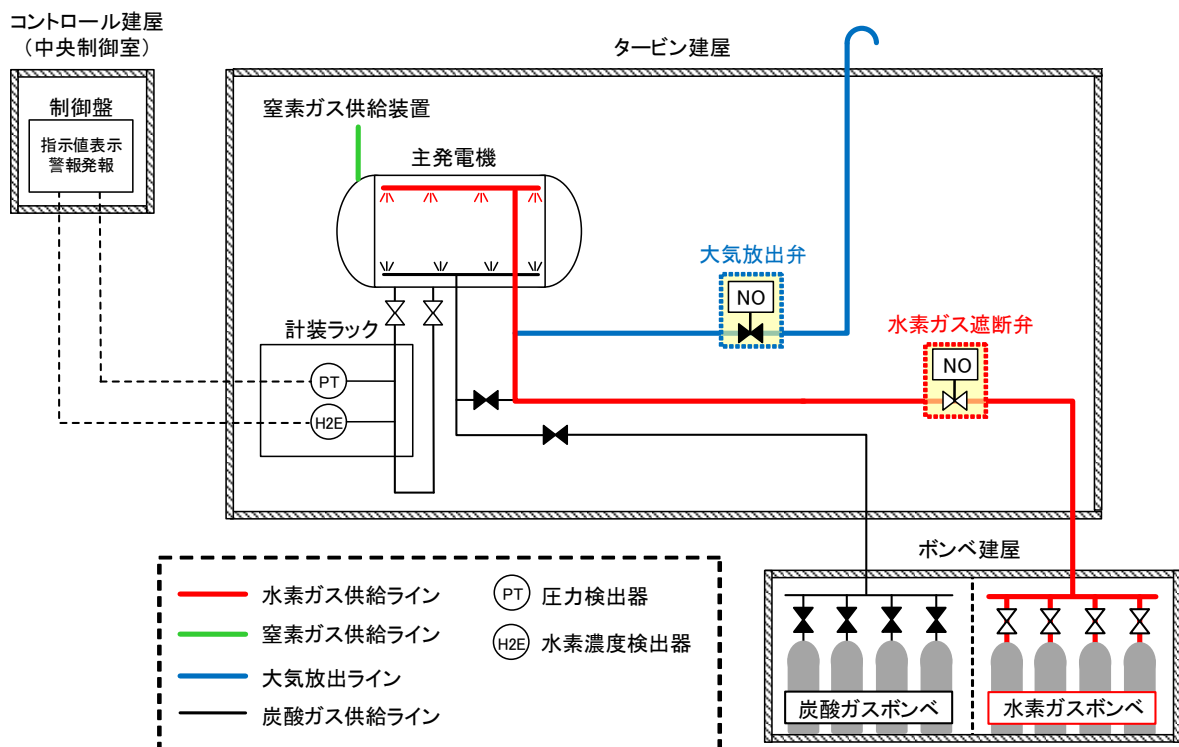 コントロール建屋
（中央制御室）
タービン建屋
制御盤
指示値表示
警報発報
窒素ガス供給装置
主発電機
大気放出弁
NO
水素ガス遮断弁
NO
計装ラック
PT
H2E
ボンベ建屋
水素ガス供給ライン
窒素ガス供給ライン
大気放出ライン
炭酸ガス供給ライン
PT
圧力検出器
H2E
水素濃度検出器
炭酸ガスボンベ
水素ガスボンベ